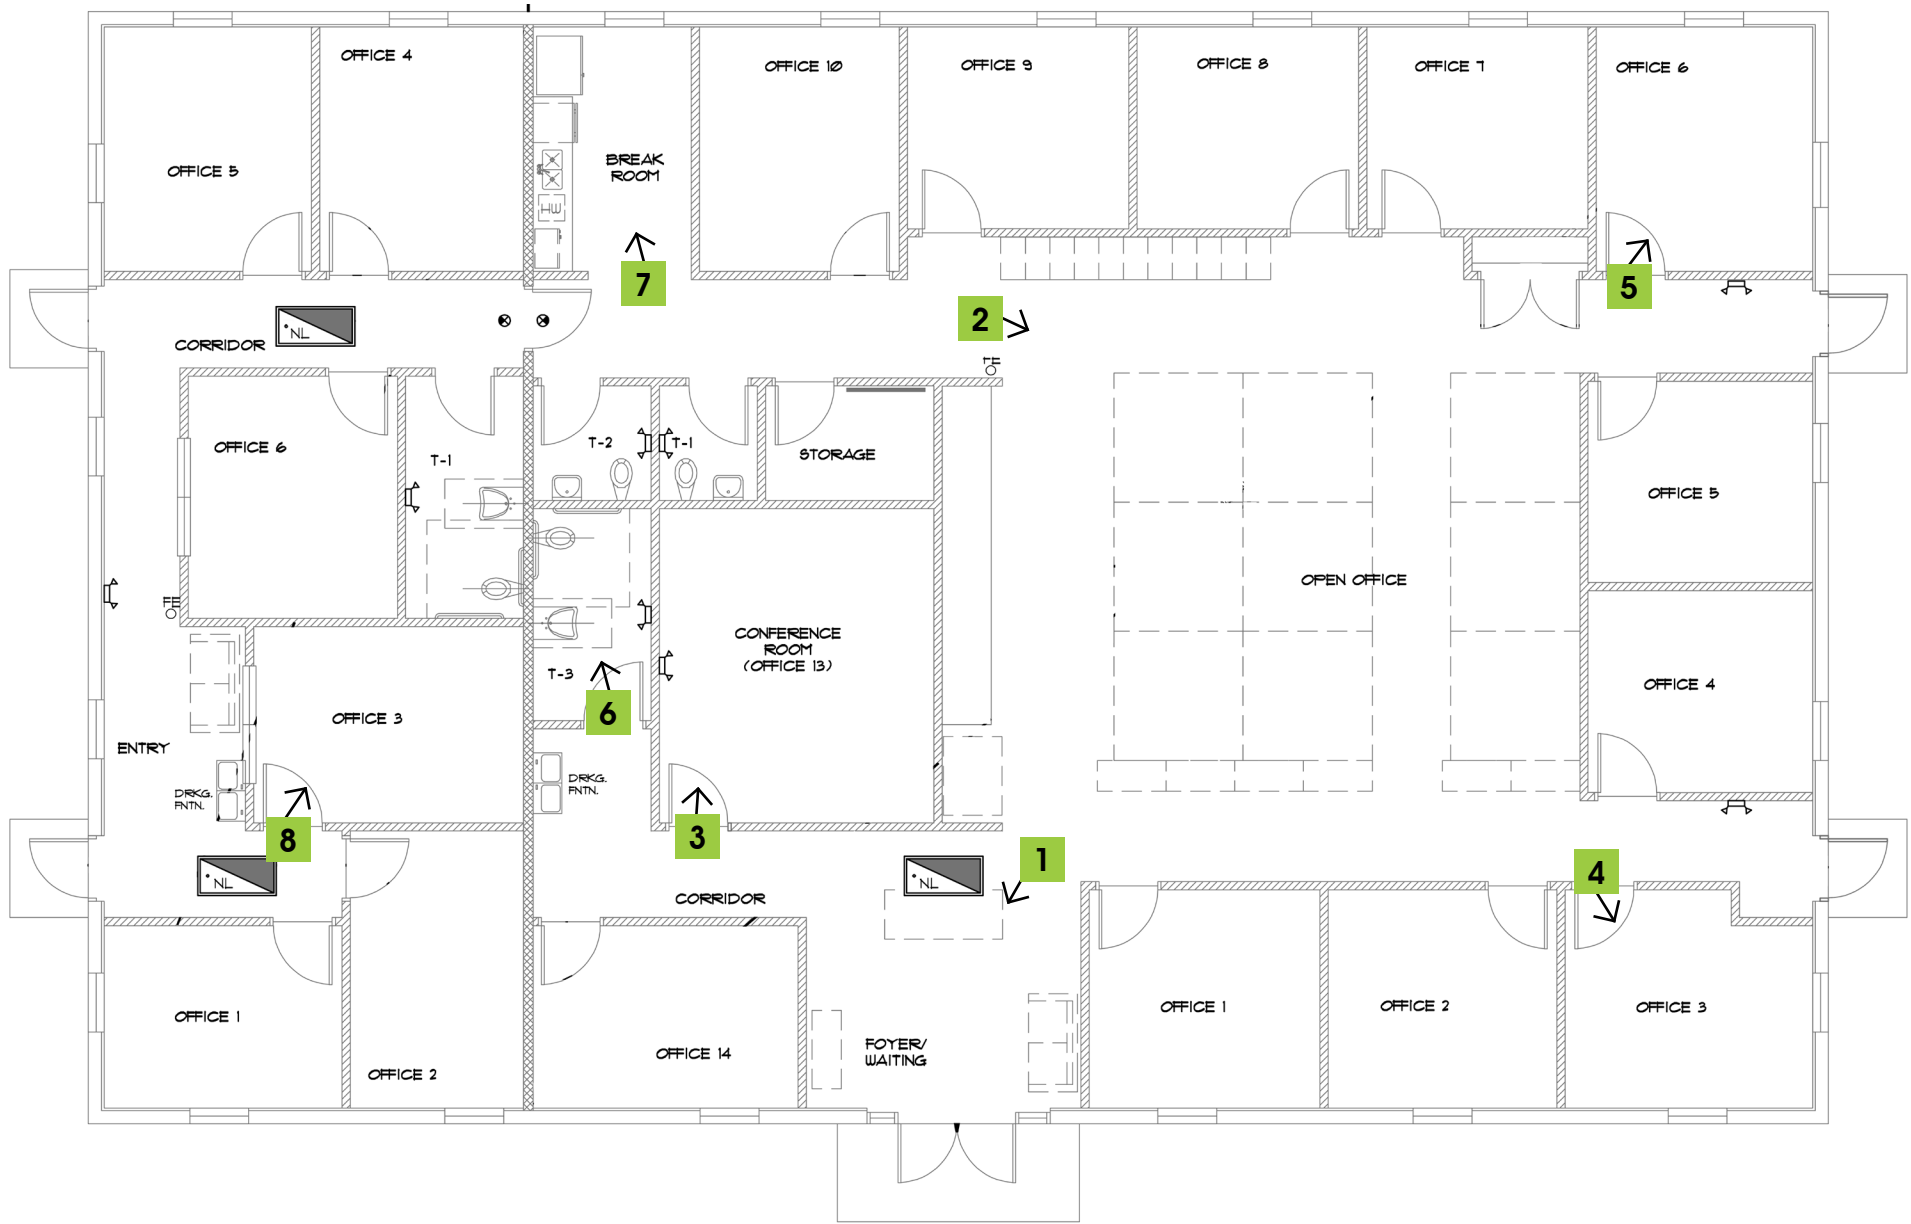 OFFICE 4
OFFICE 10
OFFICE 9
OFFICE 8
OFFICE 7
OFFICE 6
OFFICE 5
BREAK
ROOM
HW
7
5
2
NL
CORRIDOR
FE
OFFICE 6
T-1
T-2
T-1
STORAGE
OFFICE 5
OPEN OFFICE
FE
CONFERENCE
ROOM
(OFFICE 13)
T-3
OFFICE 4
6
OFFICE 3
ENTRY
DRKG.
FNTN.
DRKG.
FNTN.
8
3
1
4
NL
NL
CORRIDOR
OFFICE 1
OFFICE 2
OFFICE 14
FOYER/
WAITING
OFFICE 1
OFFICE 2
OFFICE 3